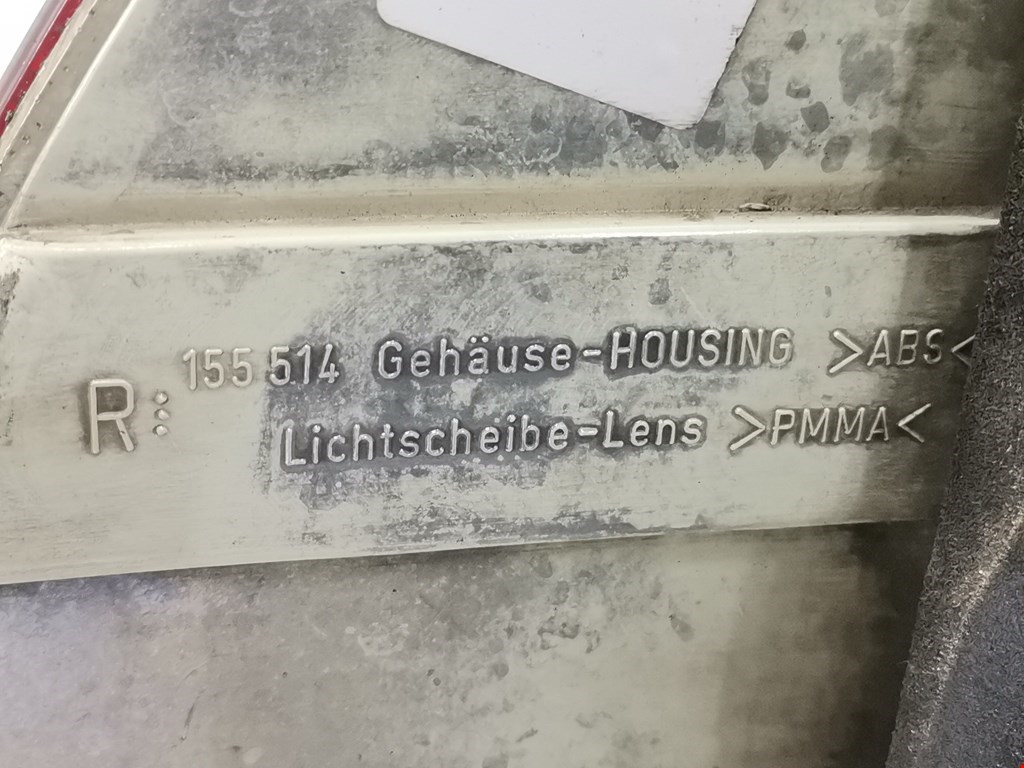 155 514 Gehäuse-HOUSING >ABS<
R:
Lichtscheibe-Lens >PMMA<